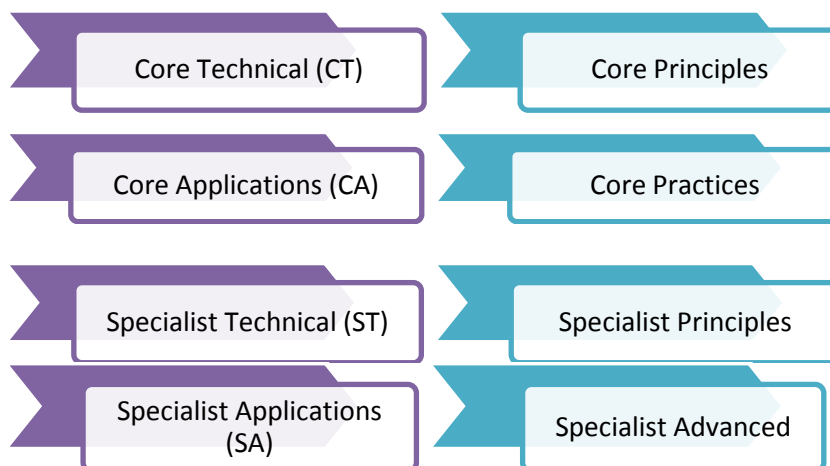 Core Technical (CT)
Core Principles
Core Applications (CA)
Core Practices
Specialist Technical (ST)
Specialist Principles
Specialist Applications
(SA)
Specialist Advanced